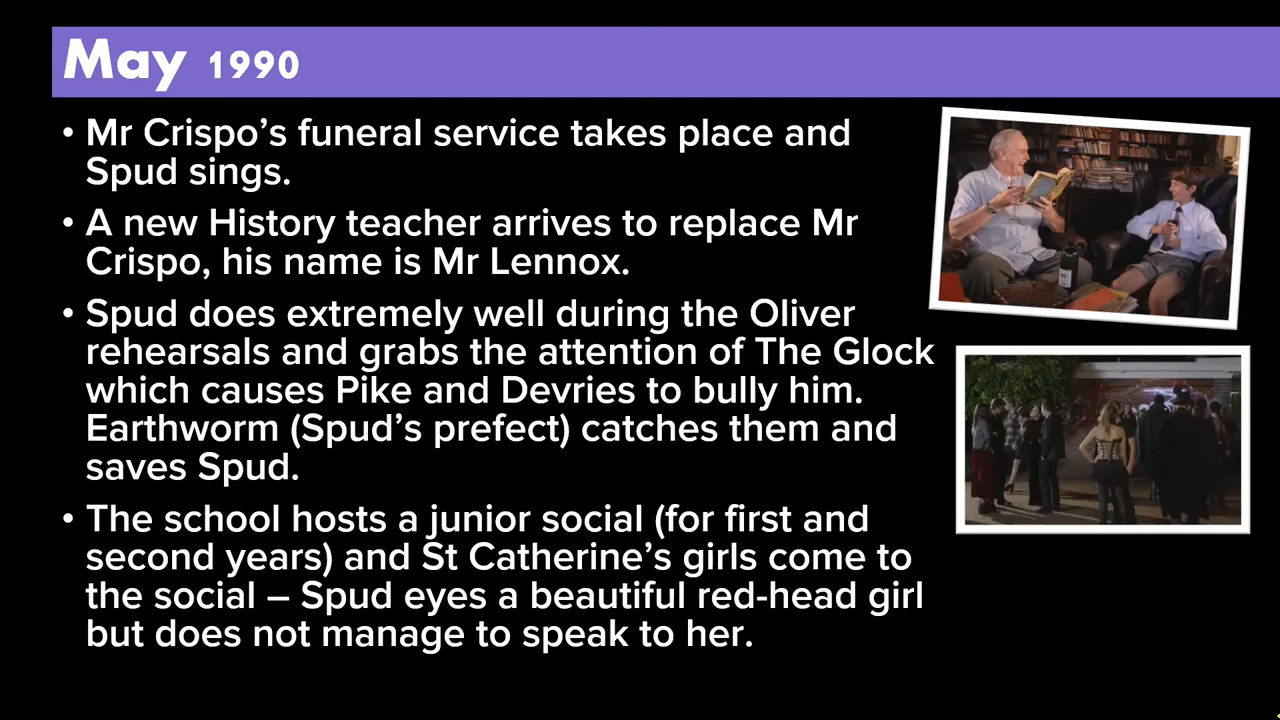 May 1990
• Mr Crispo’s funeral service takes place and
Spud sings.
• A new History teacher arrives to replace Mr
Crispo, his name is Mr Lennox.
• Spud does extremely well during the Oliver
rehearsals and grabs the attention of The Glock
which causes Pike and Devries to bully him.
Earthworm (Spud’s prefect) catches them and
saves Spud.
• The school hosts a junior social (for first and
second years) and St Catherine’s girls come to
the social – Spud eyes a beautiful red-head girl
but does not manage to speak to her.